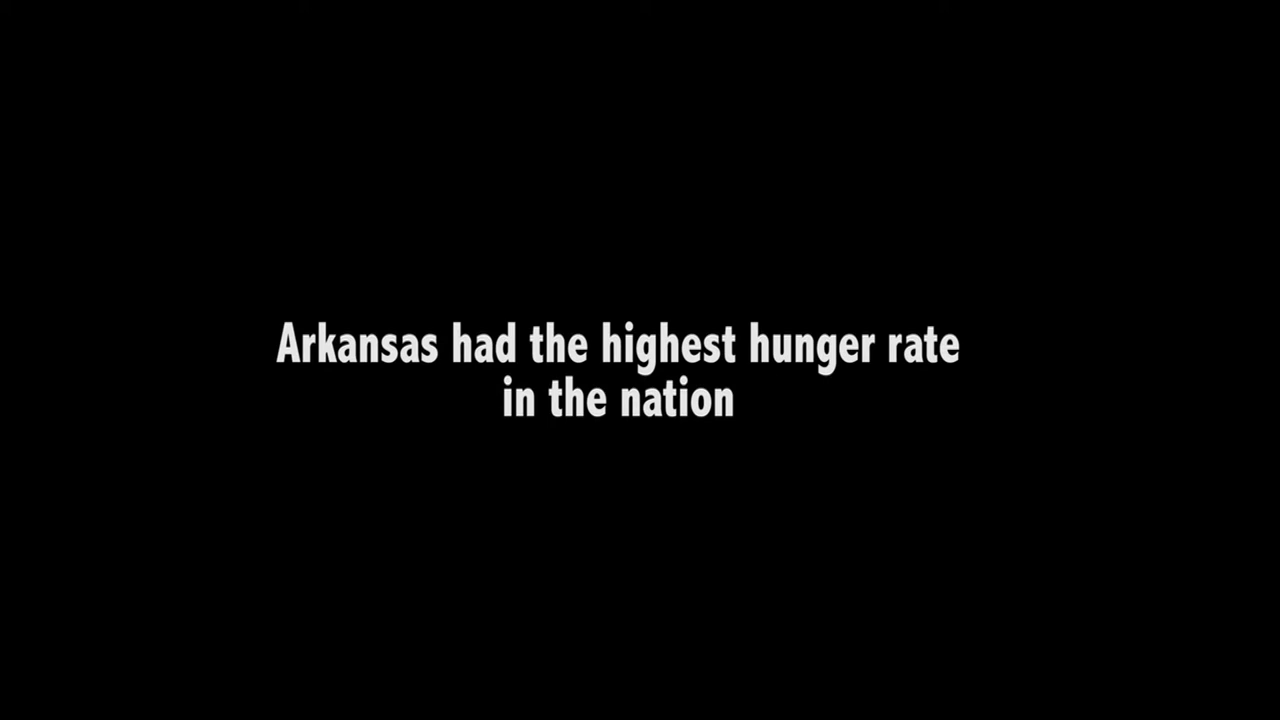 Arkansas had the highest hunger rate
in the nation